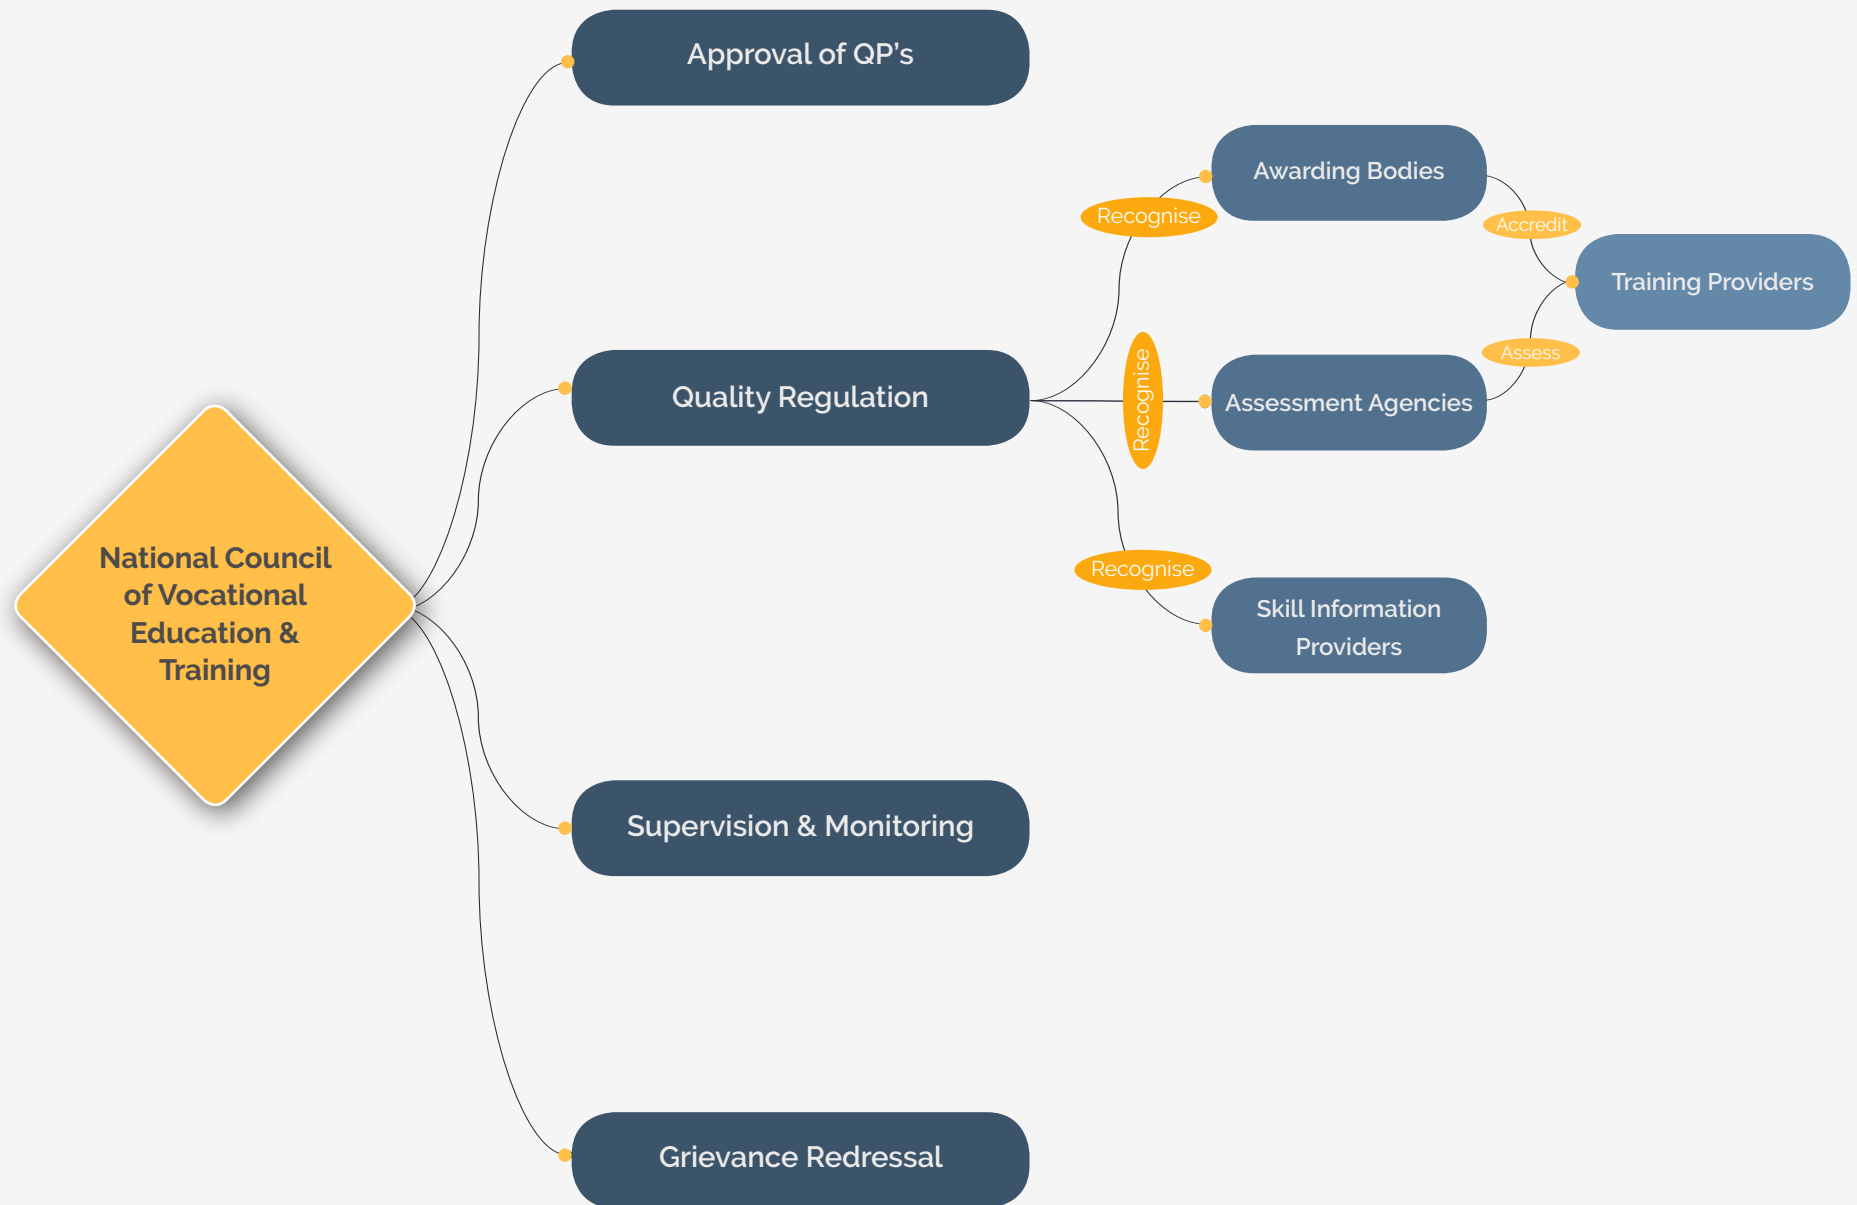 Approval of QP's
Awarding Bodies
Recognise
Accredit
Training Providers
Quality Regulation
Recognise
Assessment Agencies
Assess
National Council
of Vocational
Education &
Training
Recognise
Skill Information
Providers
Supervision & Monitoring
Grievance Redressal